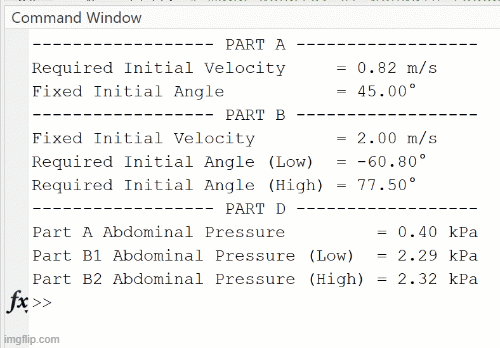 Command Window
------------------ PART A ------------------
Required Initial Velocity     = 0.82 m/s
Fixed Initial Angle           = 45.00°
------------------ PART B ------------------
Fixed Initial Velocity        = 2.00 m/s
Required Initial Angle (Low)  = -60.80°
Required Initial Angle (High) = 77.50°
------------------ PART D ------------------
Part A Abdominal Pressure         = 0.40 kPa
Part B1 Abdominal Pressure (Low)  = 2.29 kPa
Part B2 Abdominal Pressure (High) = 2.32 kPa
fx >>
imgflip.com